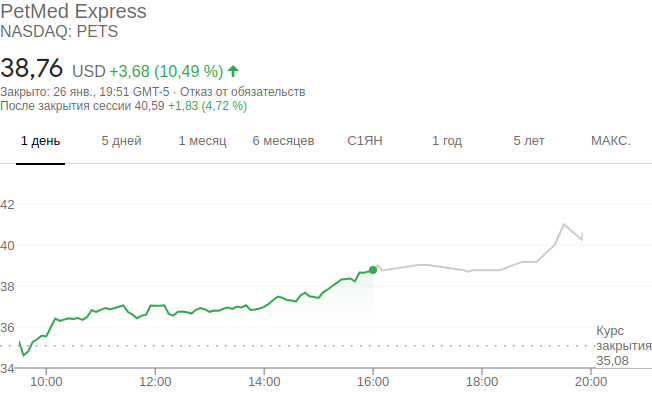 PetMed Express
NASDAQ: PETS
38,76 USD +3,68 (10,49 %)
Закрыто: 26 янв., 19:51 GMT-5 · Отказ от обязательств
После закрытия сессии 40,59 +1,83 (4,72 %)
1 день 5 дней 1 месяц 6 месяцев С1ЯН 1 год 5 лет МАКС.
42
40
38
36
Курс
закрытия
35,08
34
10:00 12:00 14:00 16:00 18:00 20:00